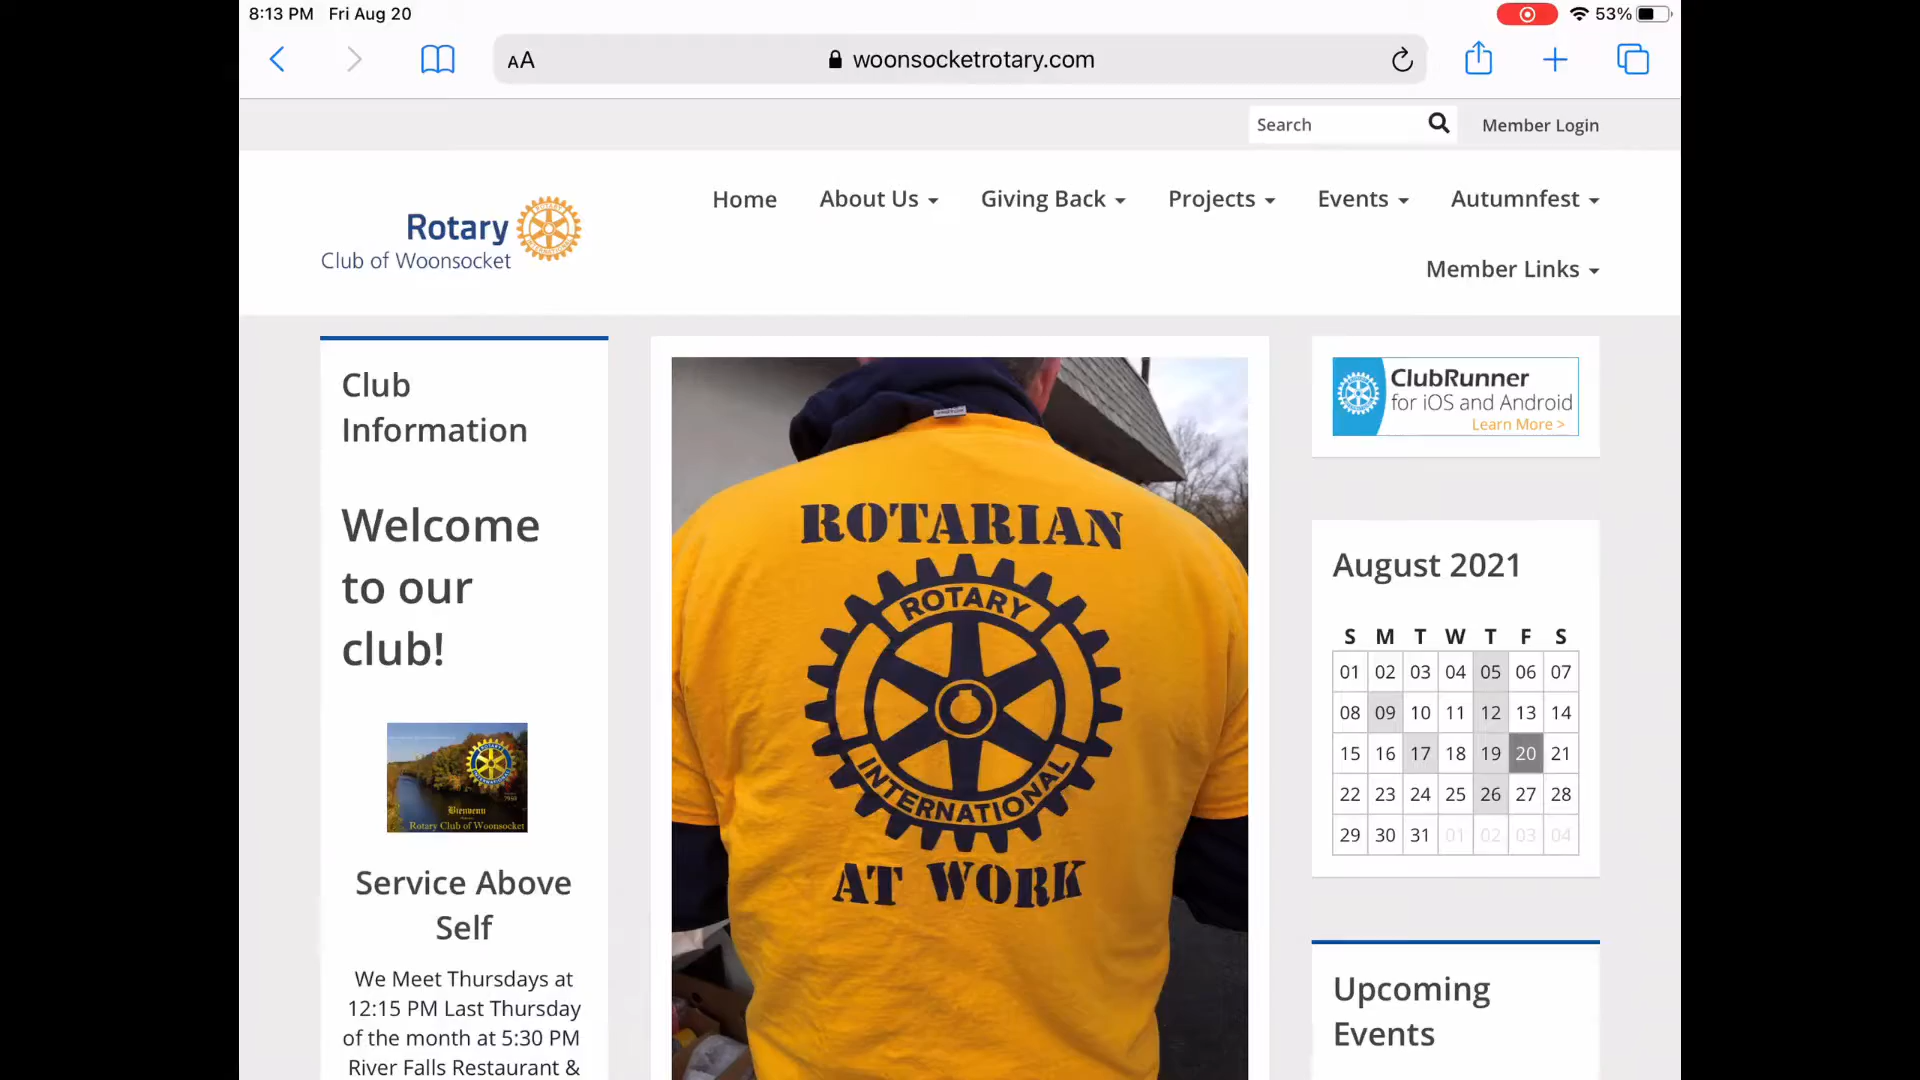 8:13 PM Fri Aug 20
53%
AA
woonsocketrotary.com
Search
Member Login
Rotary
Club of Woonsocket
Home
About Us
Giving Back
Projects
Events
Autumnfest
Member Links
Club
Information
Welcome
to our
club!
Bienvenu
Rotary Club of Woonsocket
Service Above
Self
We Meet Thursdays at
12:15 PM Last Thursday
of the month at 5:30 PM
River Falls Restaurant &
ROTARIAN
ROTARY
INTERNATIONAL
AT WORK
ClubRunner
for iOS and Android
Learn More >
August 2021
S M T W T F S
01 02 03 04 05 06 07
08 09 10 11 12 13 14
15 16 17 18 19 20 21
22 23 24 25 26 27 28
29 30 31 01 02 03 04
Upcoming
Events